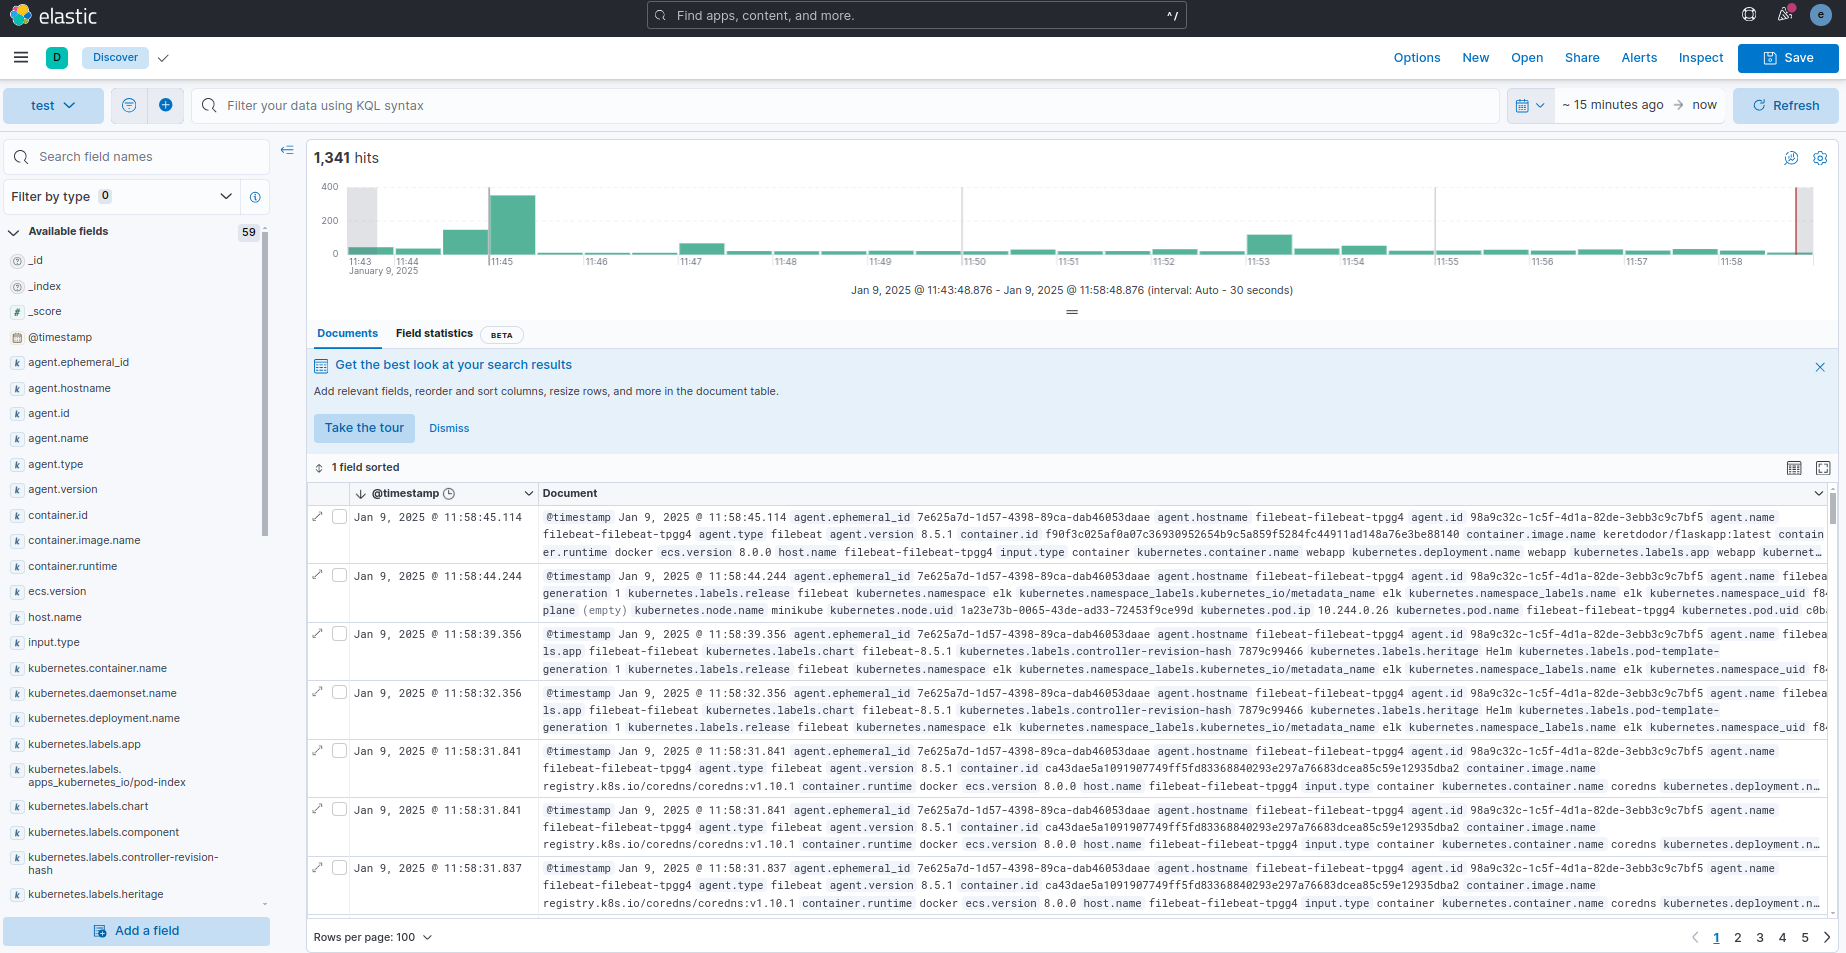 elastic
Find apps, content, and more.
^/
e
D
Discover
Options
New
Open
Share
Alerts
Inspect
Save
test
Filter your data using KQL syntax
~ 15 minutes ago → now
Refresh
Search field names
Filter by type 0
Available fields 59
_id
_index
_score
@timestamp
agent.ephemeral_id
agent.hostname
agent.id
agent.name
agent.type
agent.version
container.id
container.image.name
container.runtime
ecs.version
host.name
input.type
kubernetes.container.name
kubernetes.daemonset.name
kubernetes.deployment.name
kubernetes.labels.app
kubernetes.labels.
apps_kubernetes_io/pod-index
kubernetes.labels.chart
kubernetes.labels.component
kubernetes.labels.controller-revision-
hash
kubernetes.labels.heritage
Add a field
1,341 hits
400
200
0
11:43 11:44 11:45 11:46 11:47 11:48 11:49 11:50 11:51 11:52 11:53 11:54 11:55 11:56 11:57 11:58
January 9, 2025
Jan 9, 2025 @ 11:43:48.876 - Jan 9, 2025 @ 11:58:48.876 (interval: Auto - 30 seconds)
Documents
Field statistics BETA
Get the best look at your search results
Add relevant fields, reorder and sort columns, resize rows, and more in the document table.
Take the tour
Dismiss
1 field sorted
@timestamp
Document
Jan 9, 2025 @ 11:58:45.114
@timestamp Jan 9, 2025 @ 11:58:45.114 agent.ephemeral_id 7e625a7d-1d57-4398-89ca-dab46053daae agent.hostname filebeat-filebeat-tpgg4 agent.id 98a9c32c-1c5f-4d1a-82de-3ebb3c9c7bf5 agent.name
filebeat-filebeat-tpgg4 agent.type filebeat agent.version 8.5.1 container.id f90f3c025af0a07c36930952654b9c5a859f5284fc44911ad148a76e3be88140 container.image.name keretdodor/flaskapp:latest contain
er.runtime docker ecs.version 8.0.0 host.name filebeat-filebeat-tpgg4 input.type container kubernetes.container.name webapp kubernetes.deployment.name webapp kubernetes.labels.app webapp kubernet…
Jan 9, 2025 @ 11:58:44.244
@timestamp Jan 9, 2025 @ 11:58:44.244 agent.ephemeral_id 7e625a7d-1d57-4398-89ca-dab46053daae agent.hostname filebeat-filebeat-tpgg4 agent.id 98a9c32c-1c5f-4d1a-82de-3ebb3c9c7bf5 agent.name filebea
generation 1 kubernetes.labels.release filebeat kubernetes.namespace elk kubernetes.namespace_labels.kubernetes_io/metadata_name elk kubernetes.namespace_labels.name elk kubernetes.namespace_uid f84
plane (empty) kubernetes.node.name minikube kubernetes.node.uid 1a23e73b-0065-43de-ad33-72453f9ce99d kubernetes.pod.ip 10.244.0.26 kubernetes.pod.name filebeat-filebeat-tpgg4 kubernetes.pod.uid c0b
Jan 9, 2025 @ 11:58:39.356
@timestamp Jan 9, 2025 @ 11:58:39.356 agent.ephemeral_id 7e625a7d-1d57-4398-89ca-dab46053daae agent.hostname filebeat-filebeat-tpgg4 agent.id 98a9c32c-1c5f-4d1a-82de-3ebb3c9c7bf5 agent.name filebea
ls.app filebeat-filebeat kubernetes.labels.chart filebeat-8.5.1 kubernetes.labels.controller-revision-hash 7879c99466 kubernetes.labels.heritage Helm kubernetes.labels.pod-template-
generation 1 kubernetes.labels.release filebeat kubernetes.namespace elk kubernetes.namespace_labels.kubernetes_io/metadata_name elk kubernetes.namespace_labels.name elk kubernetes.namespace_uid f84
Jan 9, 2025 @ 11:58:32.356
@timestamp Jan 9, 2025 @ 11:58:32.356 agent.ephemeral_id 7e625a7d-1d57-4398-89ca-dab46053daae agent.hostname filebeat-filebeat-tpgg4 agent.id 98a9c32c-1c5f-4d1a-82de-3ebb3c9c7bf5 agent.name filebea
ls.app filebeat-filebeat kubernetes.labels.chart filebeat-8.5.1 kubernetes.labels.controller-revision-hash 7879c99466 kubernetes.labels.heritage Helm kubernetes.labels.pod-template-
generation 1 kubernetes.labels.release filebeat kubernetes.namespace elk kubernetes.namespace_labels.kubernetes_io/metadata_name elk kubernetes.namespace_labels.name elk kubernetes.namespace_uid f84
Jan 9, 2025 @ 11:58:31.841
@timestamp Jan 9, 2025 @ 11:58:31.841 agent.ephemeral_id 7e625a7d-1d57-4398-89ca-dab46053daae agent.hostname filebeat-filebeat-tpgg4 agent.id 98a9c32c-1c5f-4d1a-82de-3ebb3c9c7bf5 agent.name
filebeat-filebeat-tpgg4 agent.type filebeat agent.version 8.5.1 container.id ca43dae5a1091907749ff5fd83368840293e297a76683dcea85c59e12935dba2 container.image.name
registry.k8s.io/coredns/coredns:v1.10.1 container.runtime docker ecs.version 8.0.0 host.name filebeat-filebeat-tpgg4 input.type container kubernetes.container.name coredns kubernetes.deployment.n…
Jan 9, 2025 @ 11:58:31.841
@timestamp Jan 9, 2025 @ 11:58:31.841 agent.ephemeral_id 7e625a7d-1d57-4398-89ca-dab46053daae agent.hostname filebeat-filebeat-tpgg4 agent.id 98a9c32c-1c5f-4d1a-82de-3ebb3c9c7bf5 agent.name
filebeat-filebeat-tpgg4 agent.type filebeat agent.version 8.5.1 container.id ca43dae5a1091907749ff5fd83368840293e297a76683dcea85c59e12935dba2 container.image.name
registry.k8s.io/coredns/coredns:v1.10.1 container.runtime docker ecs.version 8.0.0 host.name filebeat-filebeat-tpgg4 input.type container kubernetes.container.name coredns kubernetes.deployment.n…
Jan 9, 2025 @ 11:58:31.837
@timestamp Jan 9, 2025 @ 11:58:31.837 agent.ephemeral_id 7e625a7d-1d57-4398-89ca-dab46053daae agent.hostname filebeat-filebeat-tpgg4 agent.id 98a9c32c-1c5f-4d1a-82de-3ebb3c9c7bf5 agent.name
filebeat-filebeat-tpgg4 agent.type filebeat agent.version 8.5.1 container.id ca43dae5a1091907749ff5fd83368840293e297a76683dcea85c59e12935dba2 container.image.name
registry.k8s.io/coredns/coredns:v1.10.1 container.runtime docker ecs.version 8.0.0 host.name filebeat-filebeat-tpgg4 input.type container kubernetes.container.name coredns kubernetes.deployment.n…
Rows per page: 100
1 2 3 4 5